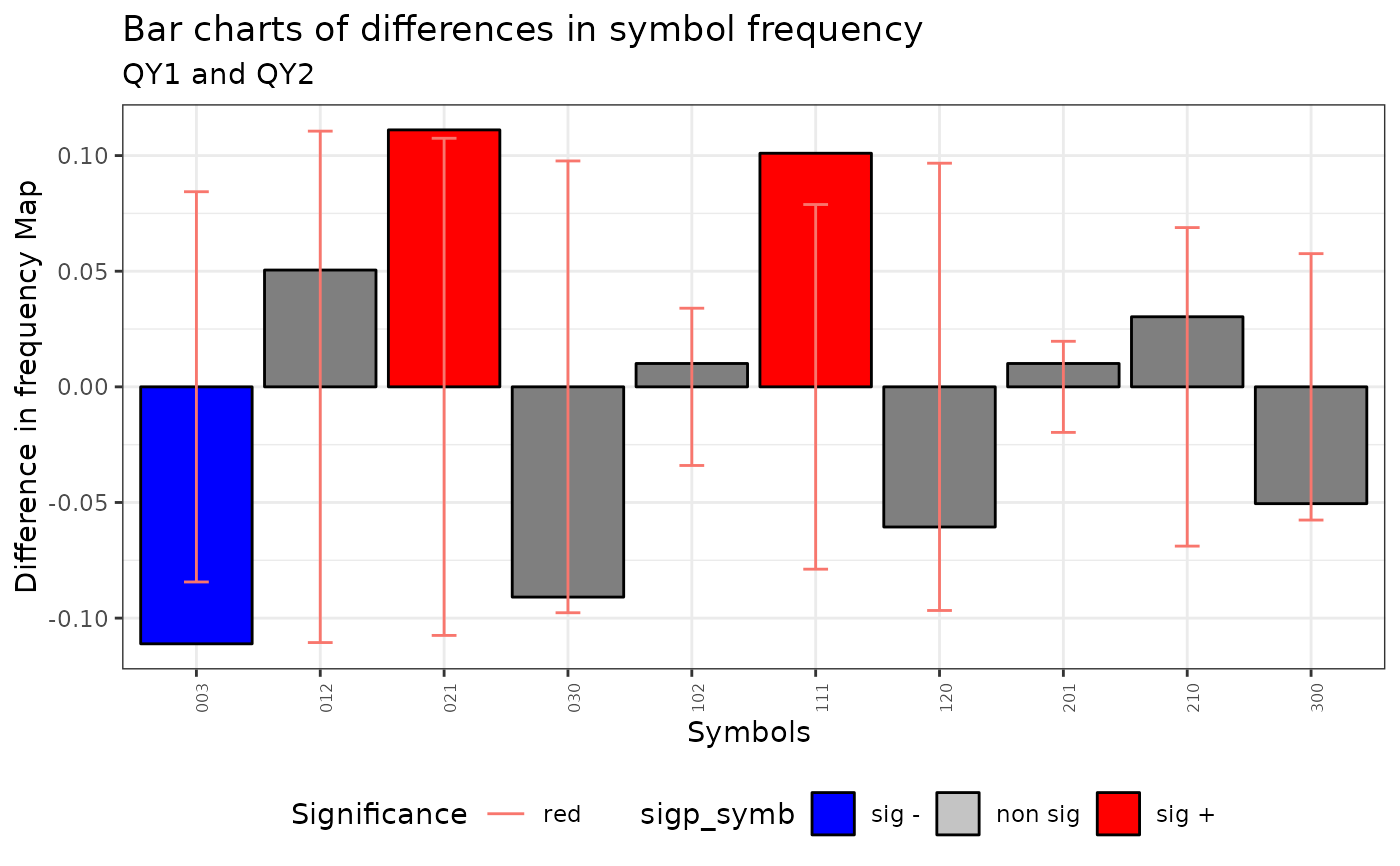 Bar charts of differences in symbol frequency
QY1 and QY2
Difference in frequency Map
0.10
0.05
0.00
-0.05
-0.10
003 012 021 030 102 111 120 201 210 300
Symbols
Significance red sigp_symb sig - non sig sig +